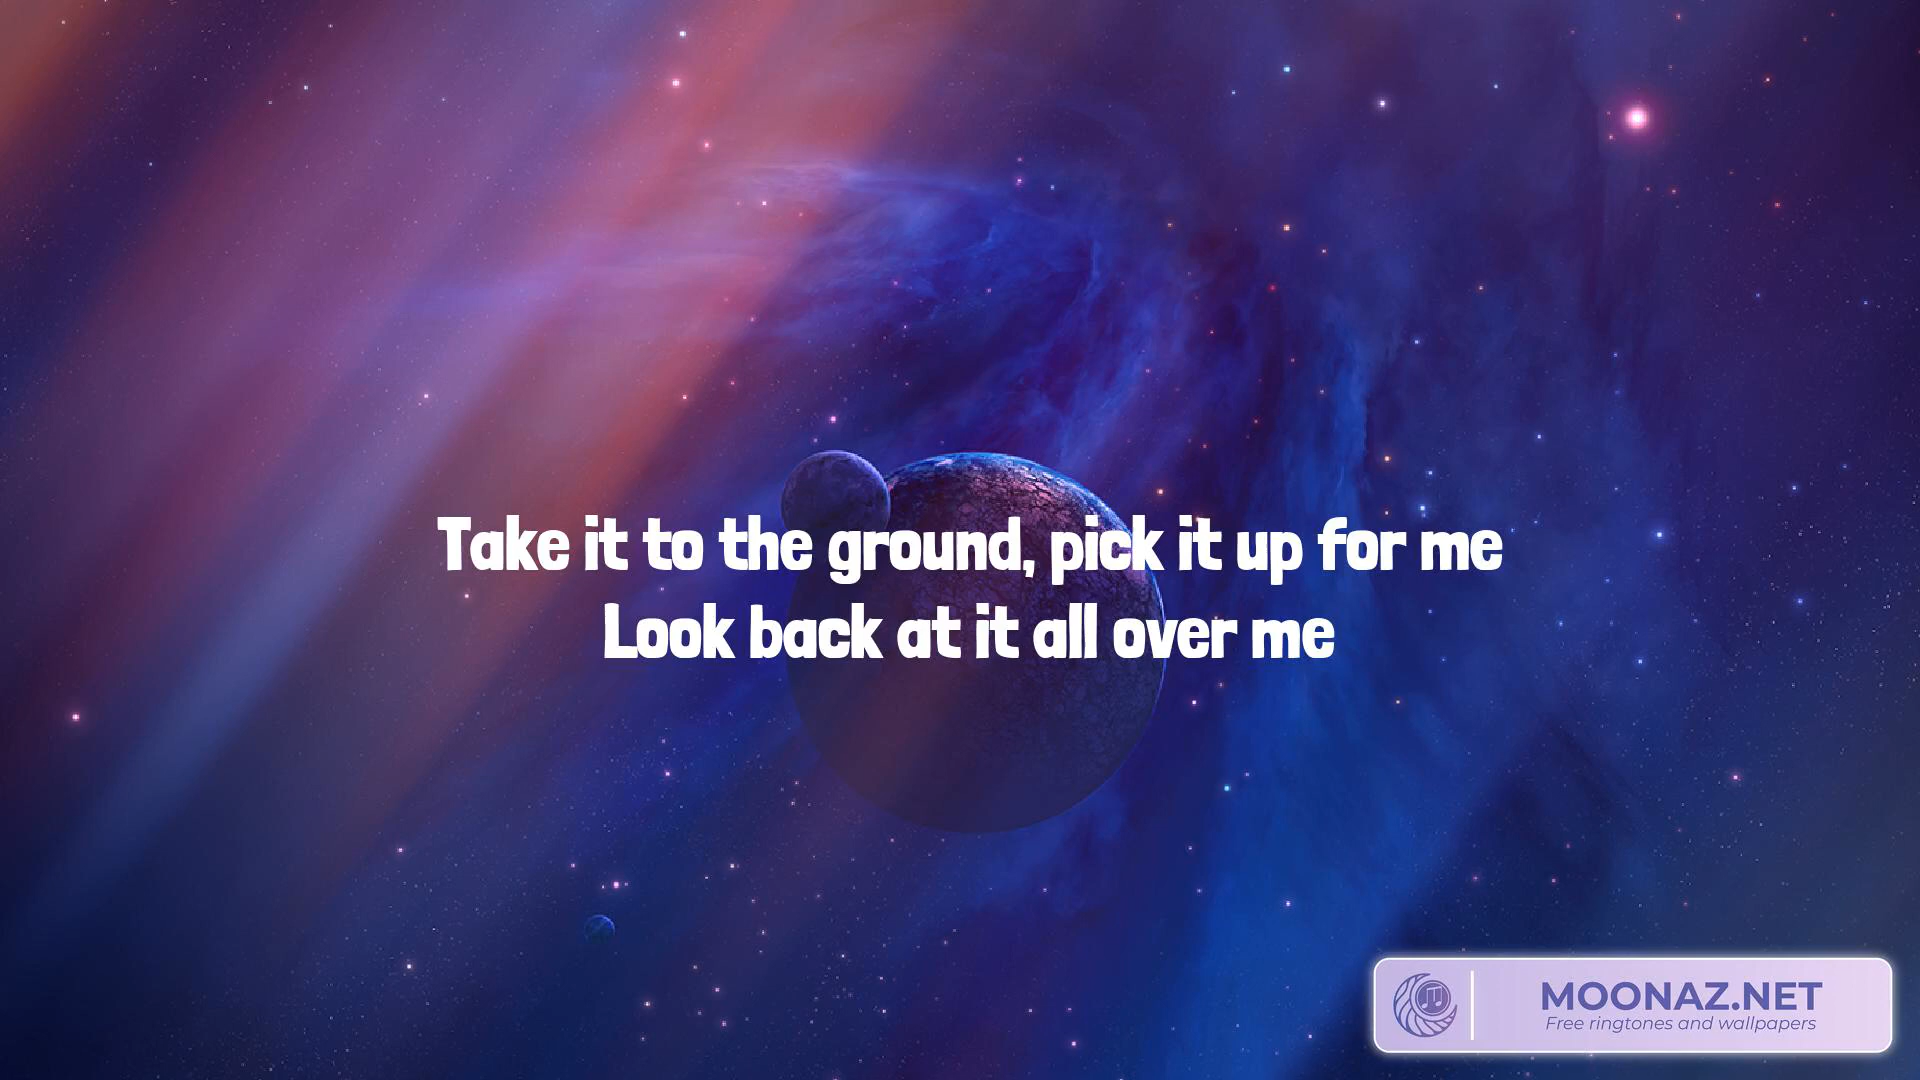 Take it to the ground, pick it up for me
Look back at it all over me
MOONAZ.NET
Free ringtones and wallpapers